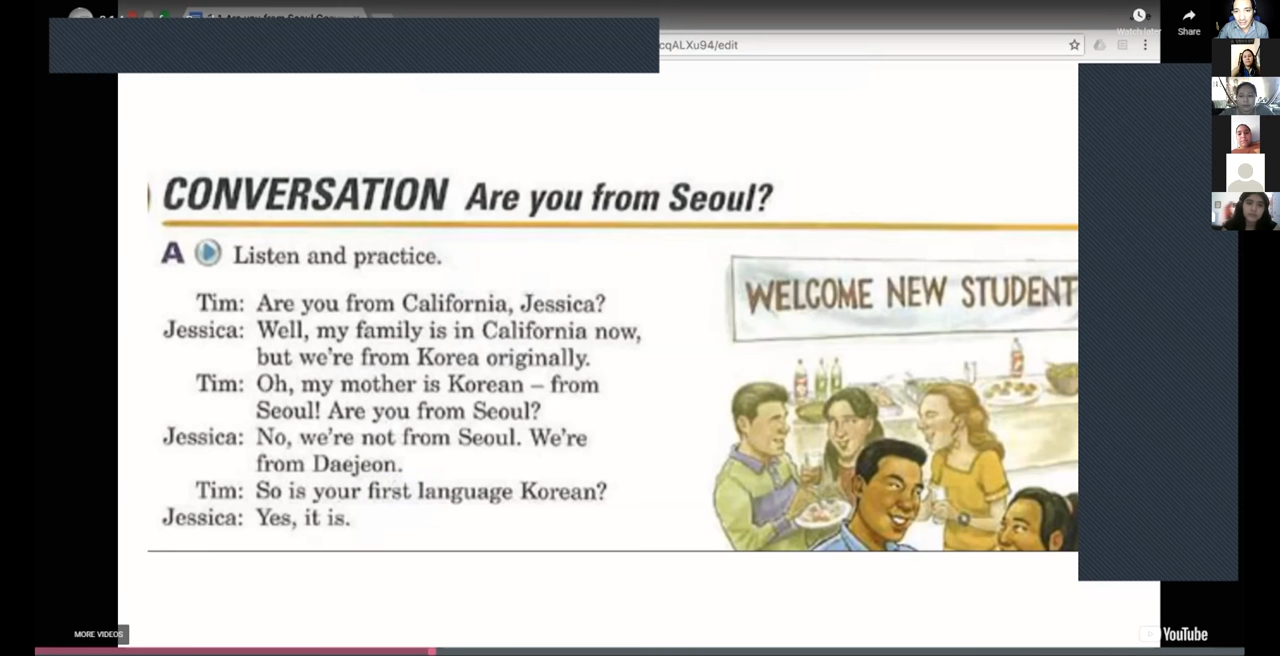 cqALXu94/edit
Watch later
Share
CONVERSATION Are you from Seoul?
A Listen and practice.
Tim: Are you from California, Jessica?
Jessica: Well, my family is in California now,
but we're from Korea originally.
Tim: Oh, my mother is Korean – from
Seoul! Are you from Seoul?
Jessica: No, we're not from Seoul. We're
from Daejeon.
Tim: So is your first language Korean?
Jessica: Yes, it is.
WELCOME NEW STUDENT
MORE VIDEOS
YouTube